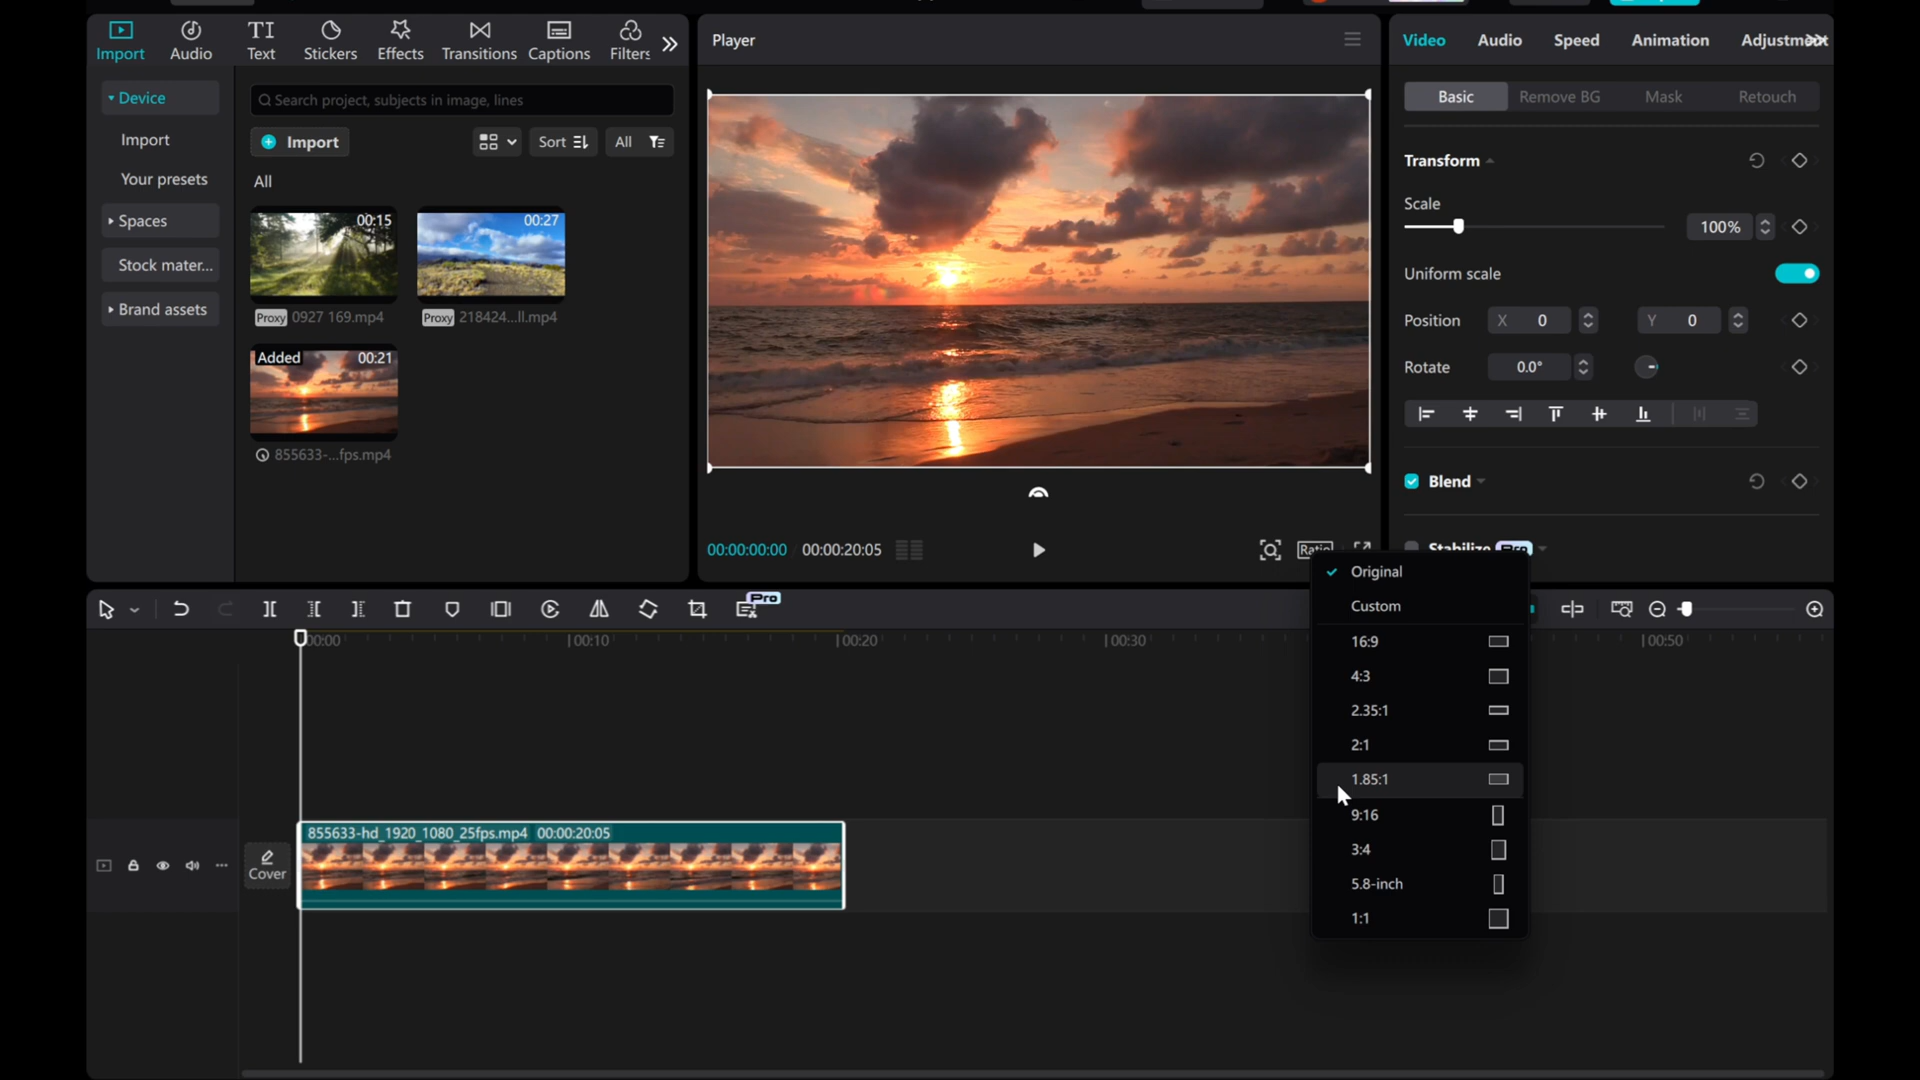 Import
Audio
Text
Stickers
Effects
Transitions
Captions
Filters
Device
Import
Your presets
Spaces
Stock mater...
Brand assets
Search project, subjects in image, lines
Import
Sort
All
All
00:15
Proxy 0927 169.mp4
00:27
Proxy 218424...ll.mp4
Added 00:21
855633-...fps.mp4
Player
00:00:00:00 00:00:20:05
Ratio
Video
Audio
Speed
Animation
Adjustment
Basic
Remove BG
Mask
Retouch
Transform
Scale
100%
Uniform scale
Position X 0 Y 0
Rotate 0.0°
Blend
Stabilize Pro
Original
Custom
16:9
4:3
2.35:1
2:1
1.85:1
9:16
3:4
5.8-inch
1:1
Pro
00:00
00:10
00:20
00:30
00:50
Cover
855633-hd_1920_1080_25fps.mp4 00:00:20:05